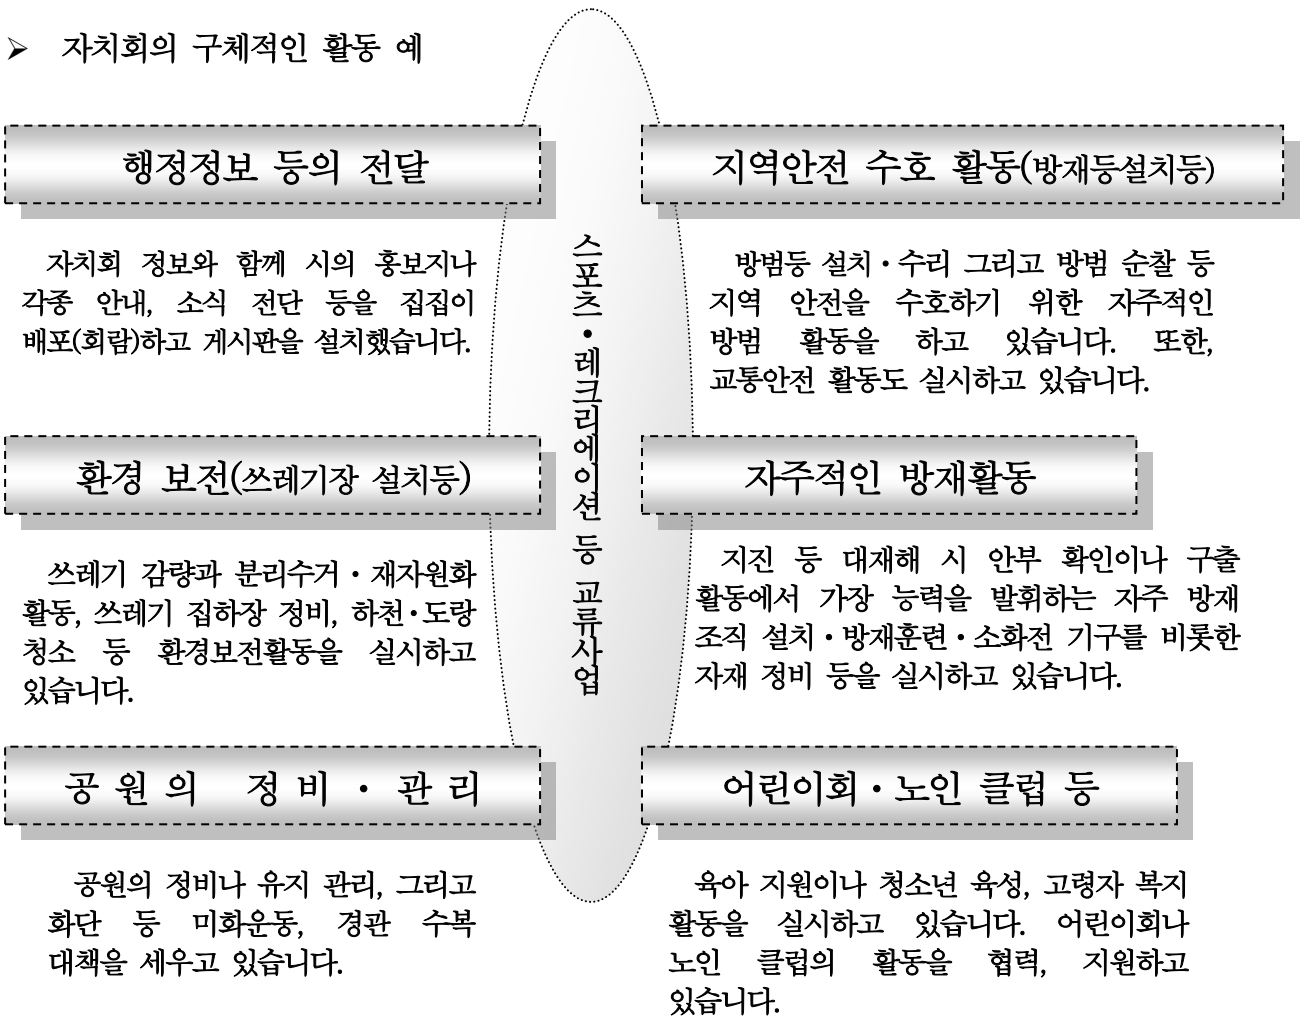 ➢ 자치회의 구체적인 활동 예
행정정보 등의 전달
자치회 정보와 함께 시의 홍보지나
각종 안내, 소식 전단 등을 집집이
배포(회람)하고 게시판을 설치했습니다.
지역안전 수호 활동(방재등설치등)
방범등 설치・수리 그리고 방범 순찰 등
지역 안전을 수호하기 위한 자주적인
방범 활동을 하고 있습니다. 또한,
교통안전 활동도 실시하고 있습니다.
스포츠・레크리에이션 등 교류사업
환경 보전(쓰레기장 설치등)
쓰레기 감량과 분리수거・재자원화
활동, 쓰레기 집하장 정비, 하천・도랑
청소 등 환경보전활동을 실시하고
있습니다.
자주적인 방재활동
지진 등 대재해 시 안부 확인이나 구출
활동에서 가장 능력을 발휘하는 자주 방재
조직 설치・방재훈련・소화전 기구를 비롯한
자재 정비 등을 실시하고 있습니다.
공원의 정비・관리
공원의 정비나 유지 관리, 그리고
화단 등 미화운동, 경관 수복
대책을 세우고 있습니다.
어린이회・노인 클럽 등
육아 지원이나 청소년 육성, 고령자 복지
활동을 실시하고 있습니다. 어린이회나
노인 클럽의 활동을 협력, 지원하고
있습니다.